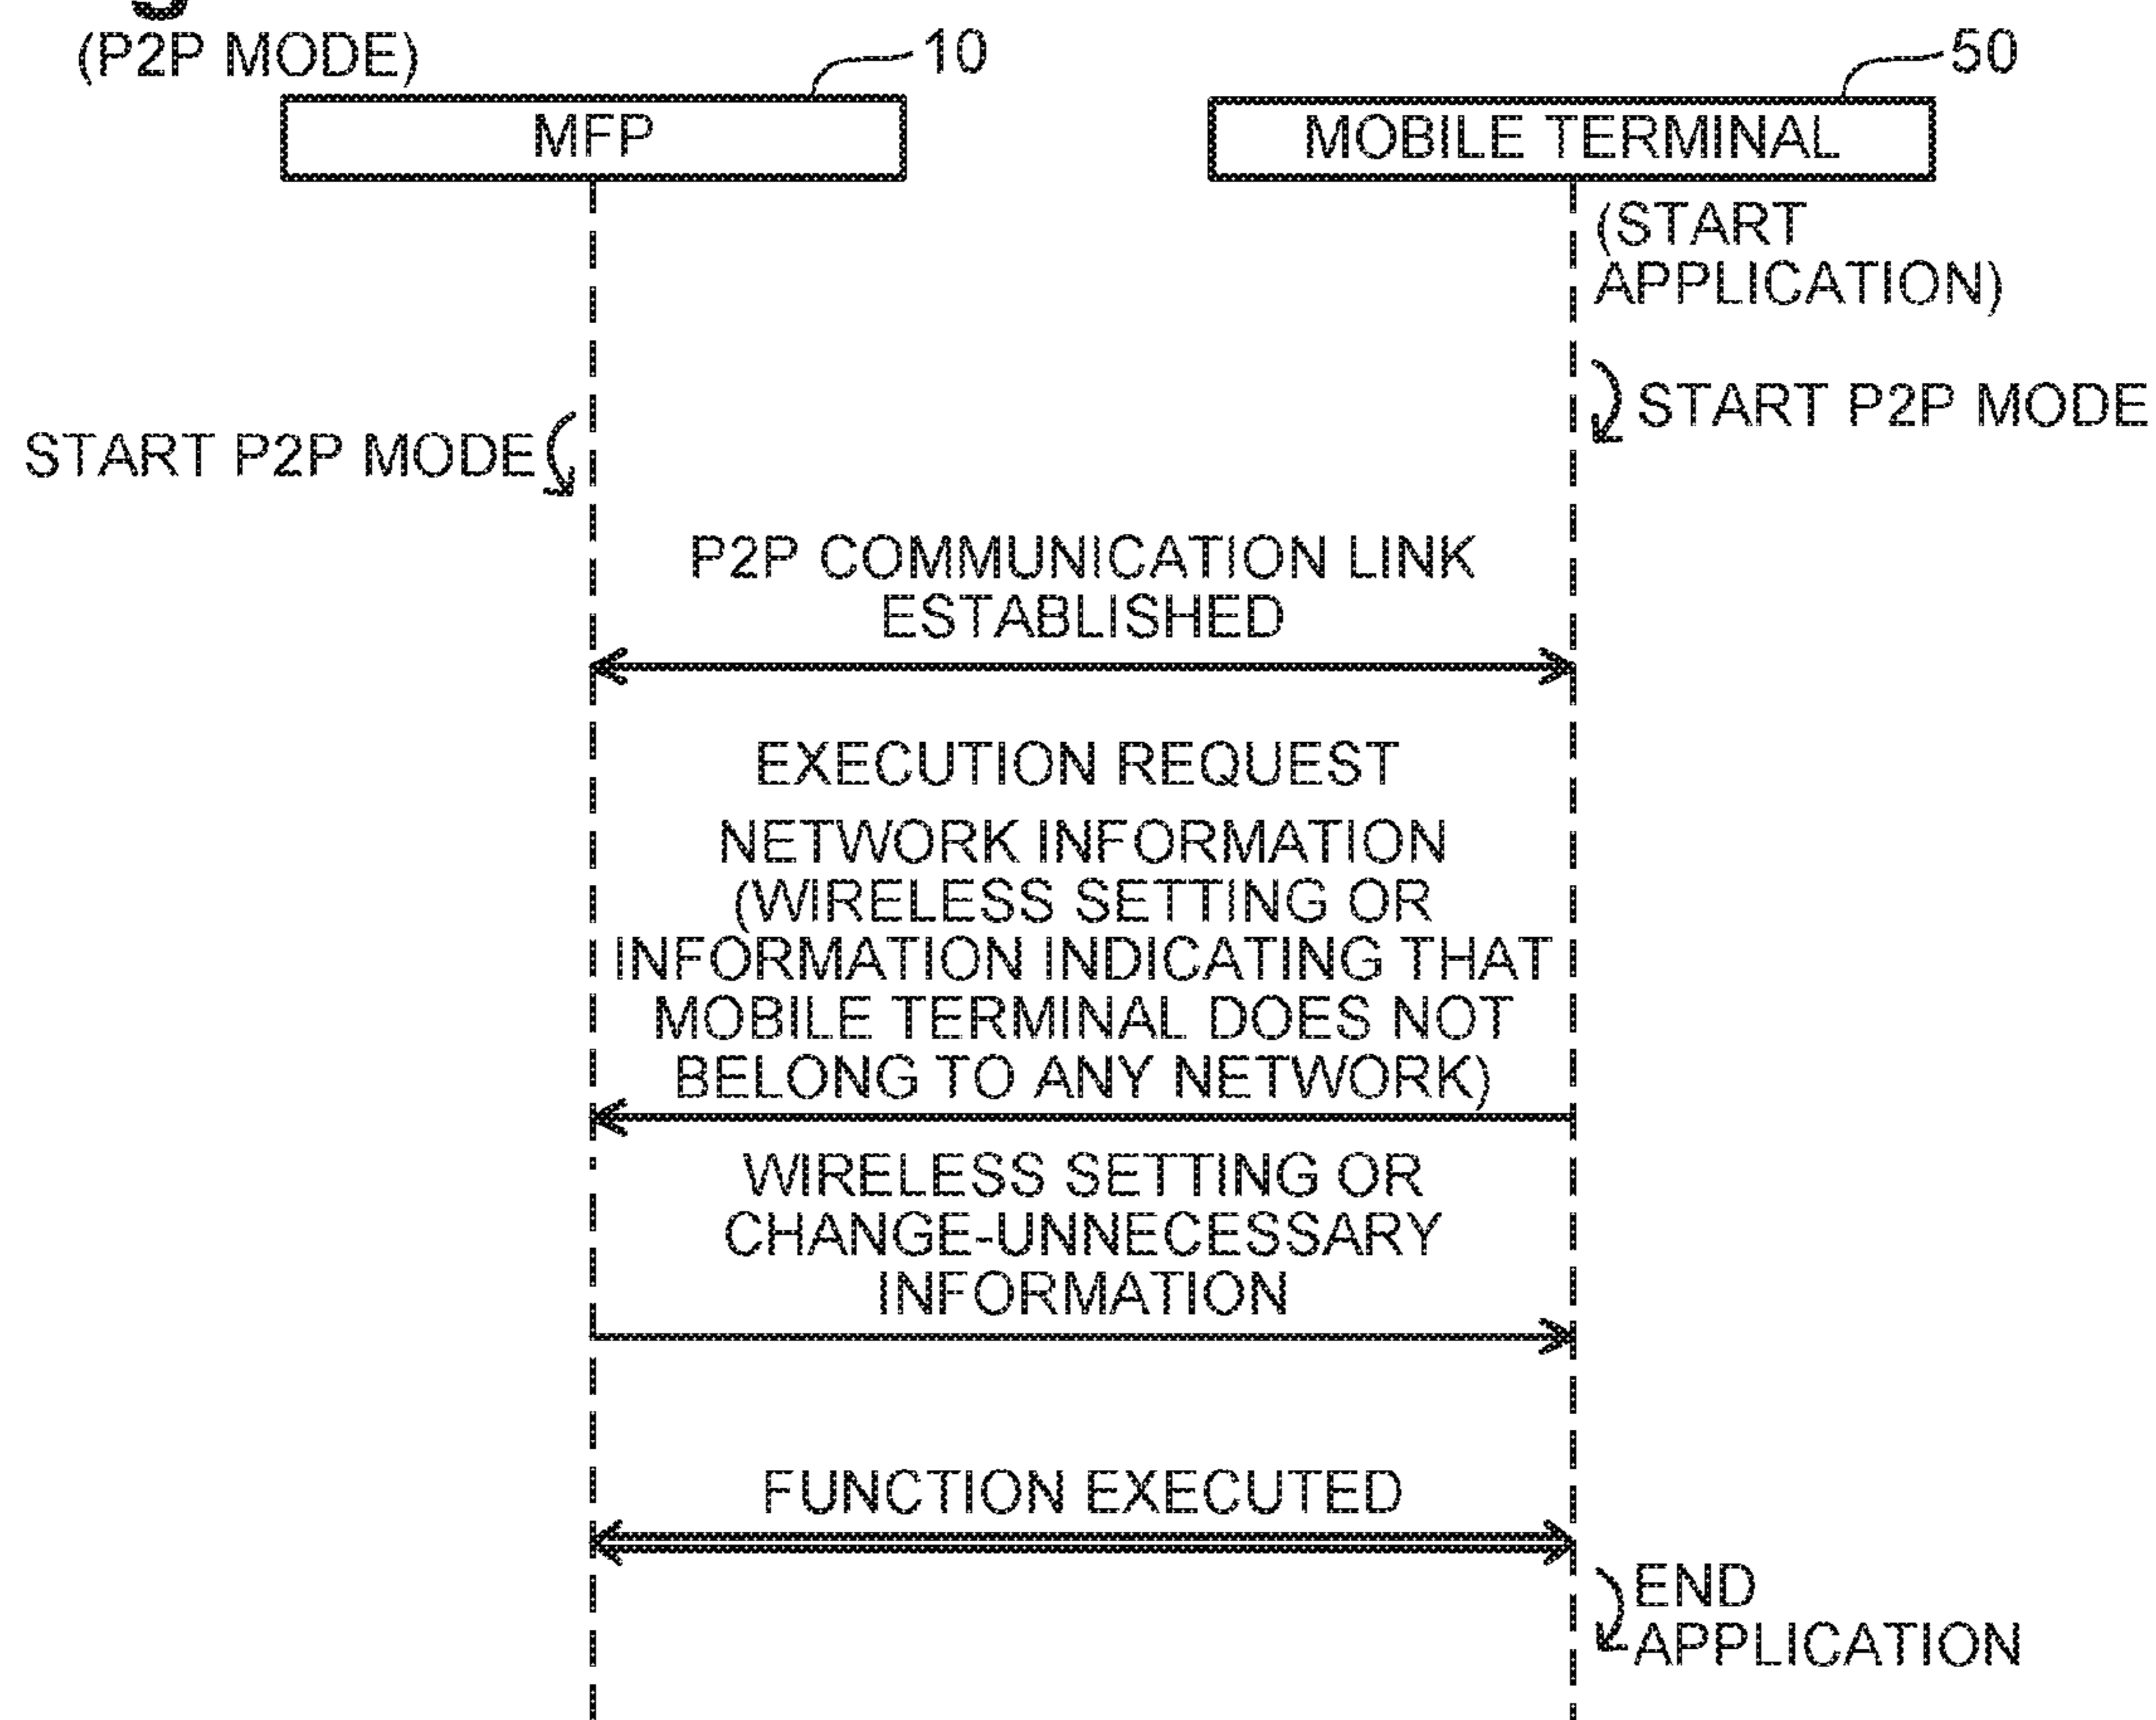 (P2P MODE)
10
50
MFP
MOBILE TERMINAL
(START
APPLICATION)
START P2P MODE
START P2P MODE
P2P COMMUNICATION LINK
ESTABLISHED
EXECUTION REQUEST
NETWORK INFORMATION
(WIRELESS SETTING OR
INFORMATION INDICATING THAT
MOBILE TERMINAL DOES NOT
BELONG TO ANY NETWORK)
WIRELESS SETTING OR
CHANGE-UNNECESSARY
INFORMATION
FUNCTION EXECUTED
END
APPLICATION